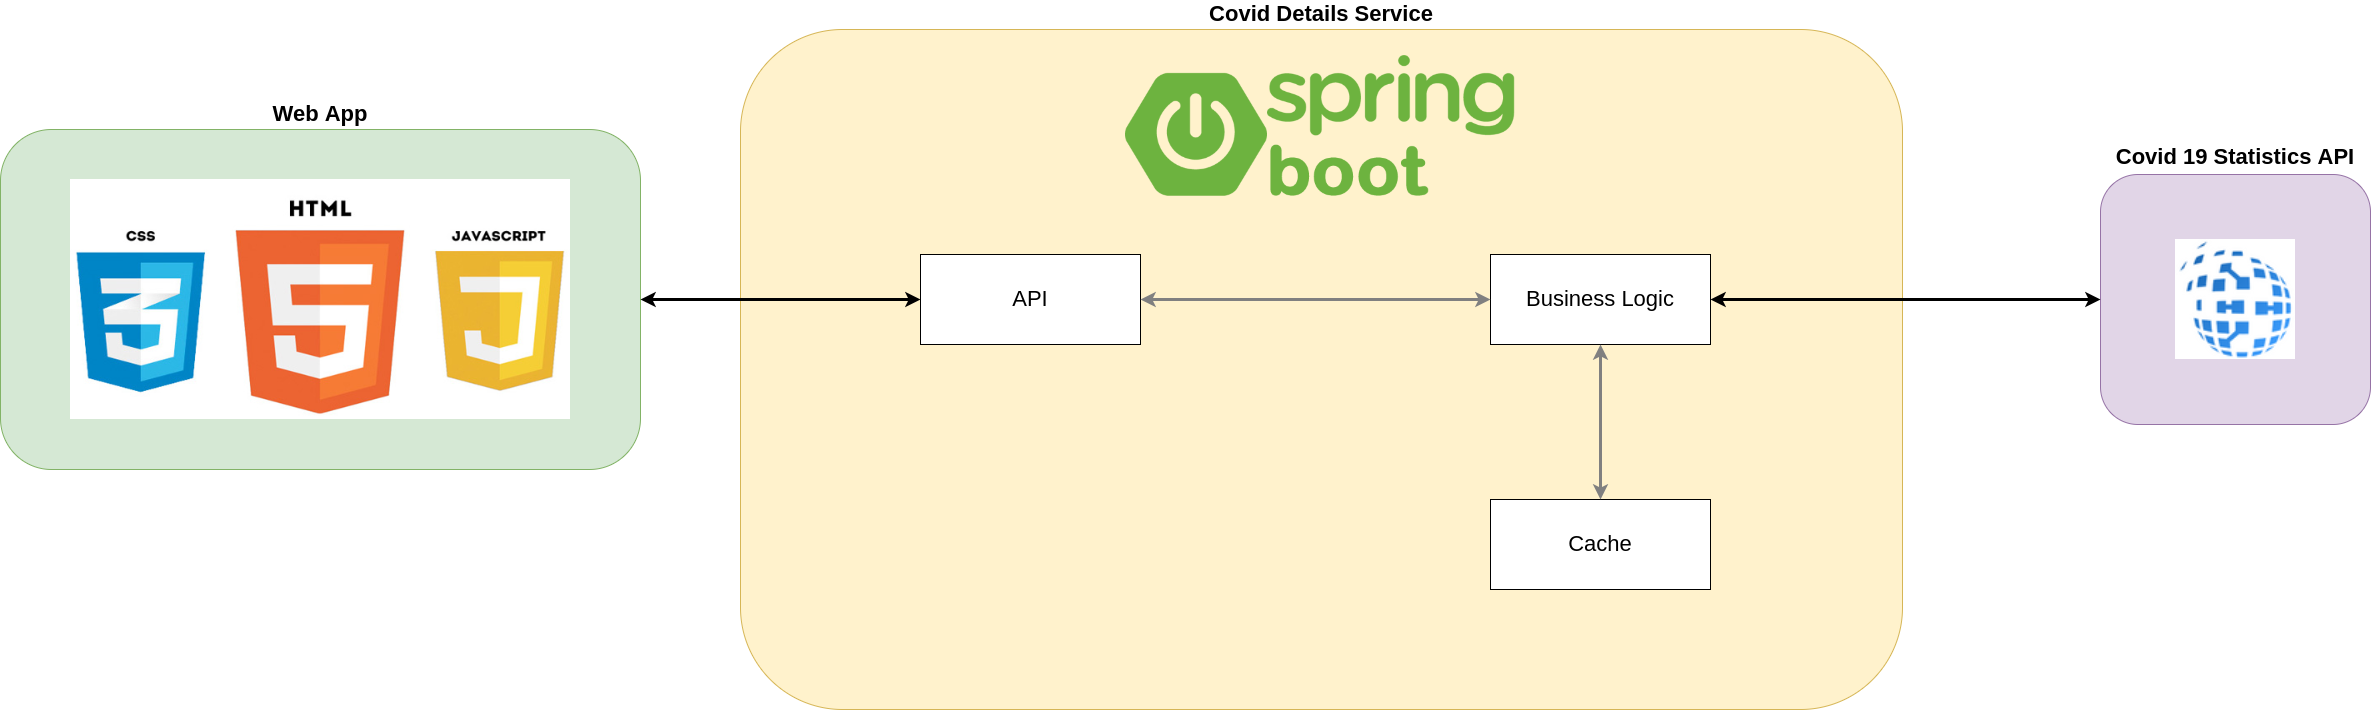 Covid Details Service
spring
boot
Web App
HTML
CSS
JAVASCRIPT
API
Business Logic
Cache
Covid 19 Statistics API